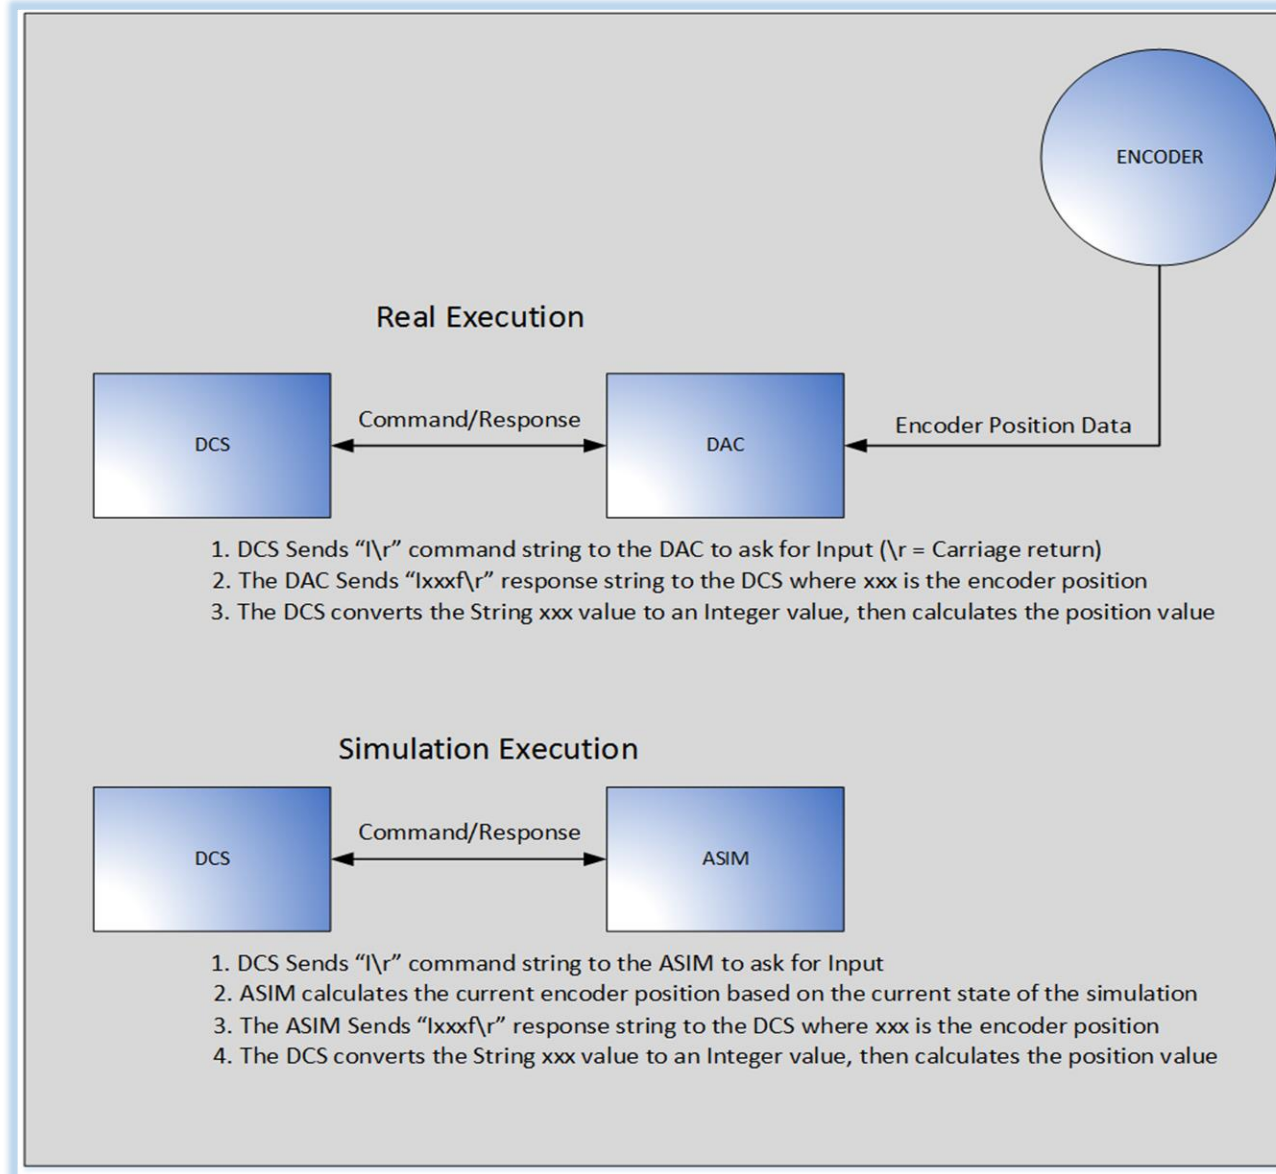 ENCODER
Real Execution
DCS
Command/Response
DAC
Encoder Position Data
1. DCS Sends “I\r” command string to the DAC to ask for Input (\r = Carriage return)
2. The DAC Sends “Ixxxf\r” response string to the DCS where xxx is the encoder position
3. The DCS converts the String xxx value to an Integer value, then calculates the position value
Simulation Execution
DCS
Command/Response
ASIM
1. DCS Sends “I\r” command string to the ASIM to ask for Input
2. ASIM calculates the current encoder position based on the current state of the simulation
3. The ASIM Sends “Ixxxf\r” response string to the DCS where xxx is the encoder position
4. The DCS converts the String xxx value to an Integer value, then calculates the position value